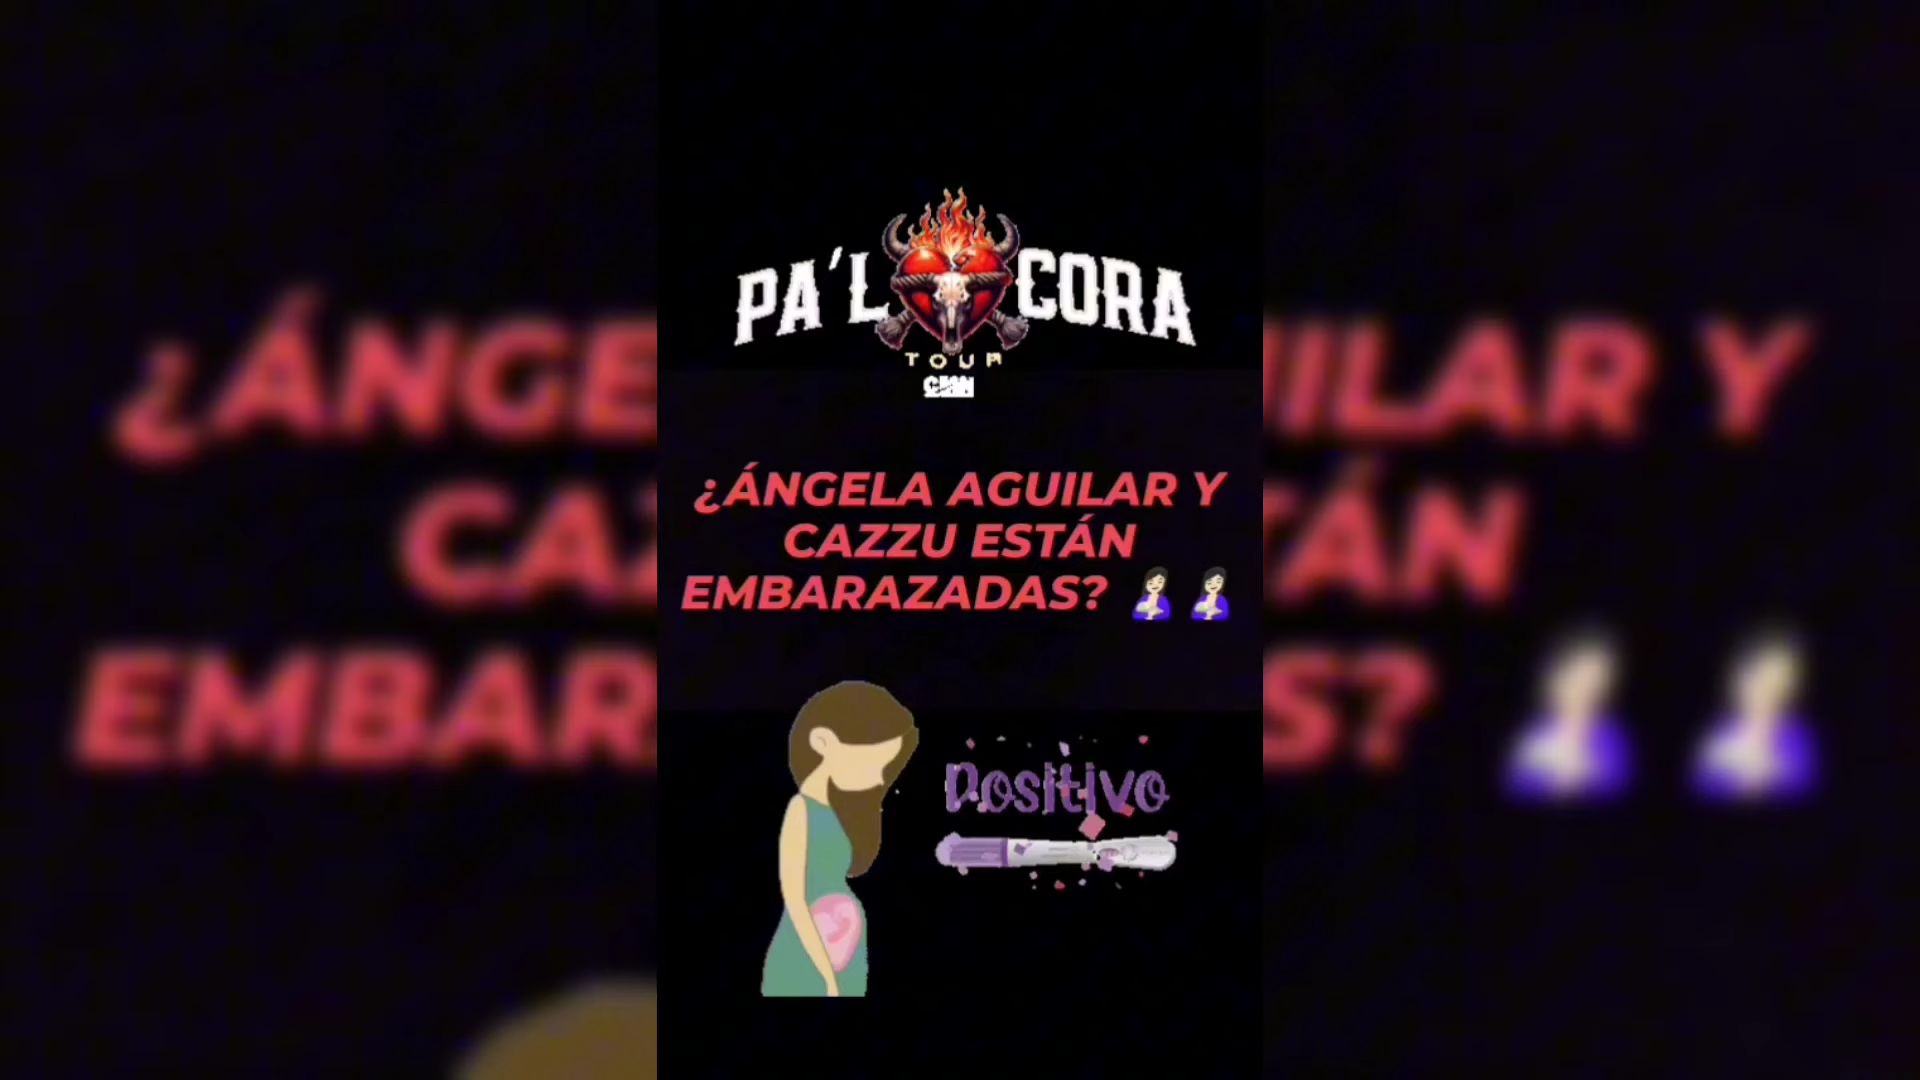 PA'L CORA
TOUR
¿ÁNGELA AGUILAR Y
CAZZU ESTÁN
EMBARAZADAS?
Positivo